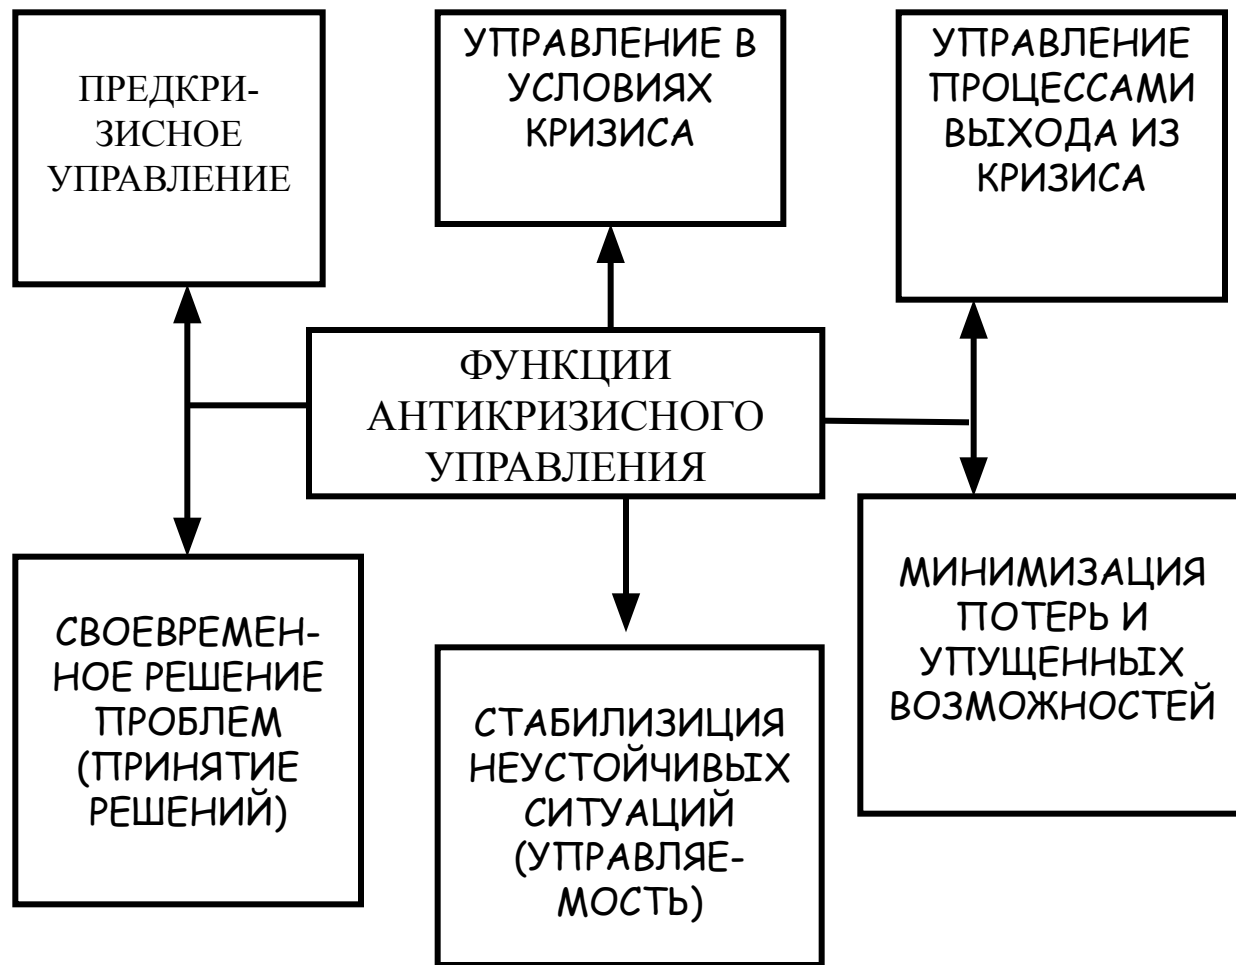 ПРЕДКРИ-
ЗИСНОЕ
УПРАВЛЕНИЕ
УПРАВЛЕНИЕ В
УСЛОВИЯХ
КРИЗИСА
УПРАВЛЕНИЕ
ПРОЦЕССАМИ
ВЫХОДА ИЗ
КРИЗИСА
ФУНКЦИИ
АНТИКРИЗИСНОГО
УПРАВЛЕНИЯ
СВОЕВРЕМЕН-
НОЕ РЕШЕНИЕ
ПРОБЛЕМ
(ПРИНЯТИЕ
РЕШЕНИЙ)
СТАБИЛИЗИЦИЯ
НЕУСТОЙЧИВЫХ
СИТУАЦИЙ
(УПРАВЛЯЕ-
МОСТЬ)
МИНИМИЗАЦИЯ
ПОТЕРЬ И
УПУЩЕННЫХ
ВОЗМОЖНОСТЕЙ